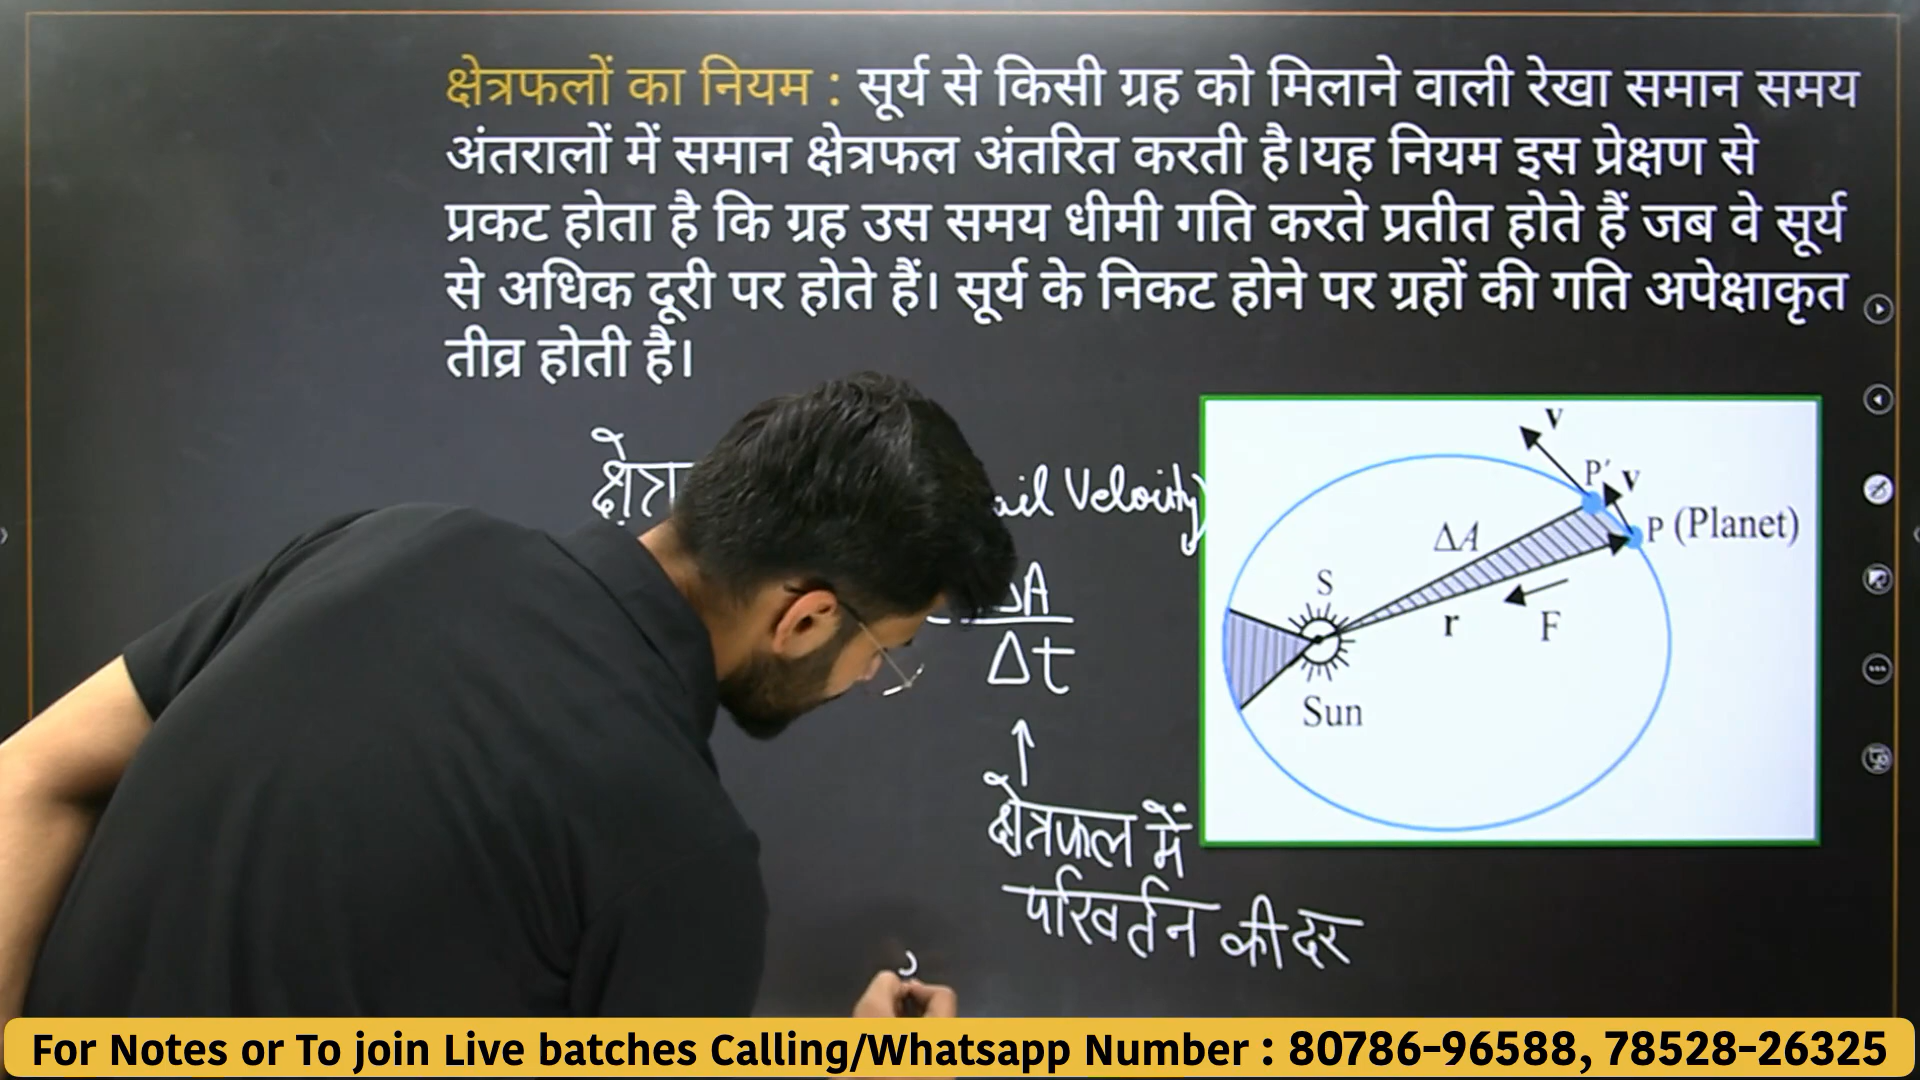 क्षेत्रफलों का नियम : सूर्य से किसी ग्रह को मिलाने वाली रेखा समान समय
अंतरालों में समान क्षेत्रफल अंतरित करती है।यह नियम इस प्रेक्षण से
प्रकट होता है कि ग्रह उस समय धीमी गति करते प्रतीत होते हैं जब वे सूर्य
से अधिक दूरी पर होते हैं। सूर्य के निकट होने पर ग्रहों की गति अपेक्षाकृत
तीव्र होती है।
Velocity)
ΔA
Δt
↑
क्षेत्रफल में
परिवर्तन की दर
v
P′ v
P (Planet)
ΔA
S
r
F
Sun
For Notes or To join Live batches Calling/Whatsapp Number : 80786-96588, 78528-26325